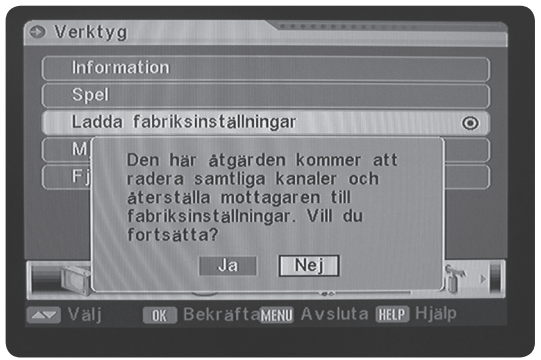 Verktyg
Information
Spel
Ladda fabriksinställningar
M
Fj
Den här åtgärden kommer att
radera samtliga kanaler och
återställa mottagaren till
fabriksinställningar. Vill du
fortsätta?
Ja Nej
Välj OK Bekräfta MENU Avsluta HELP Hjälp